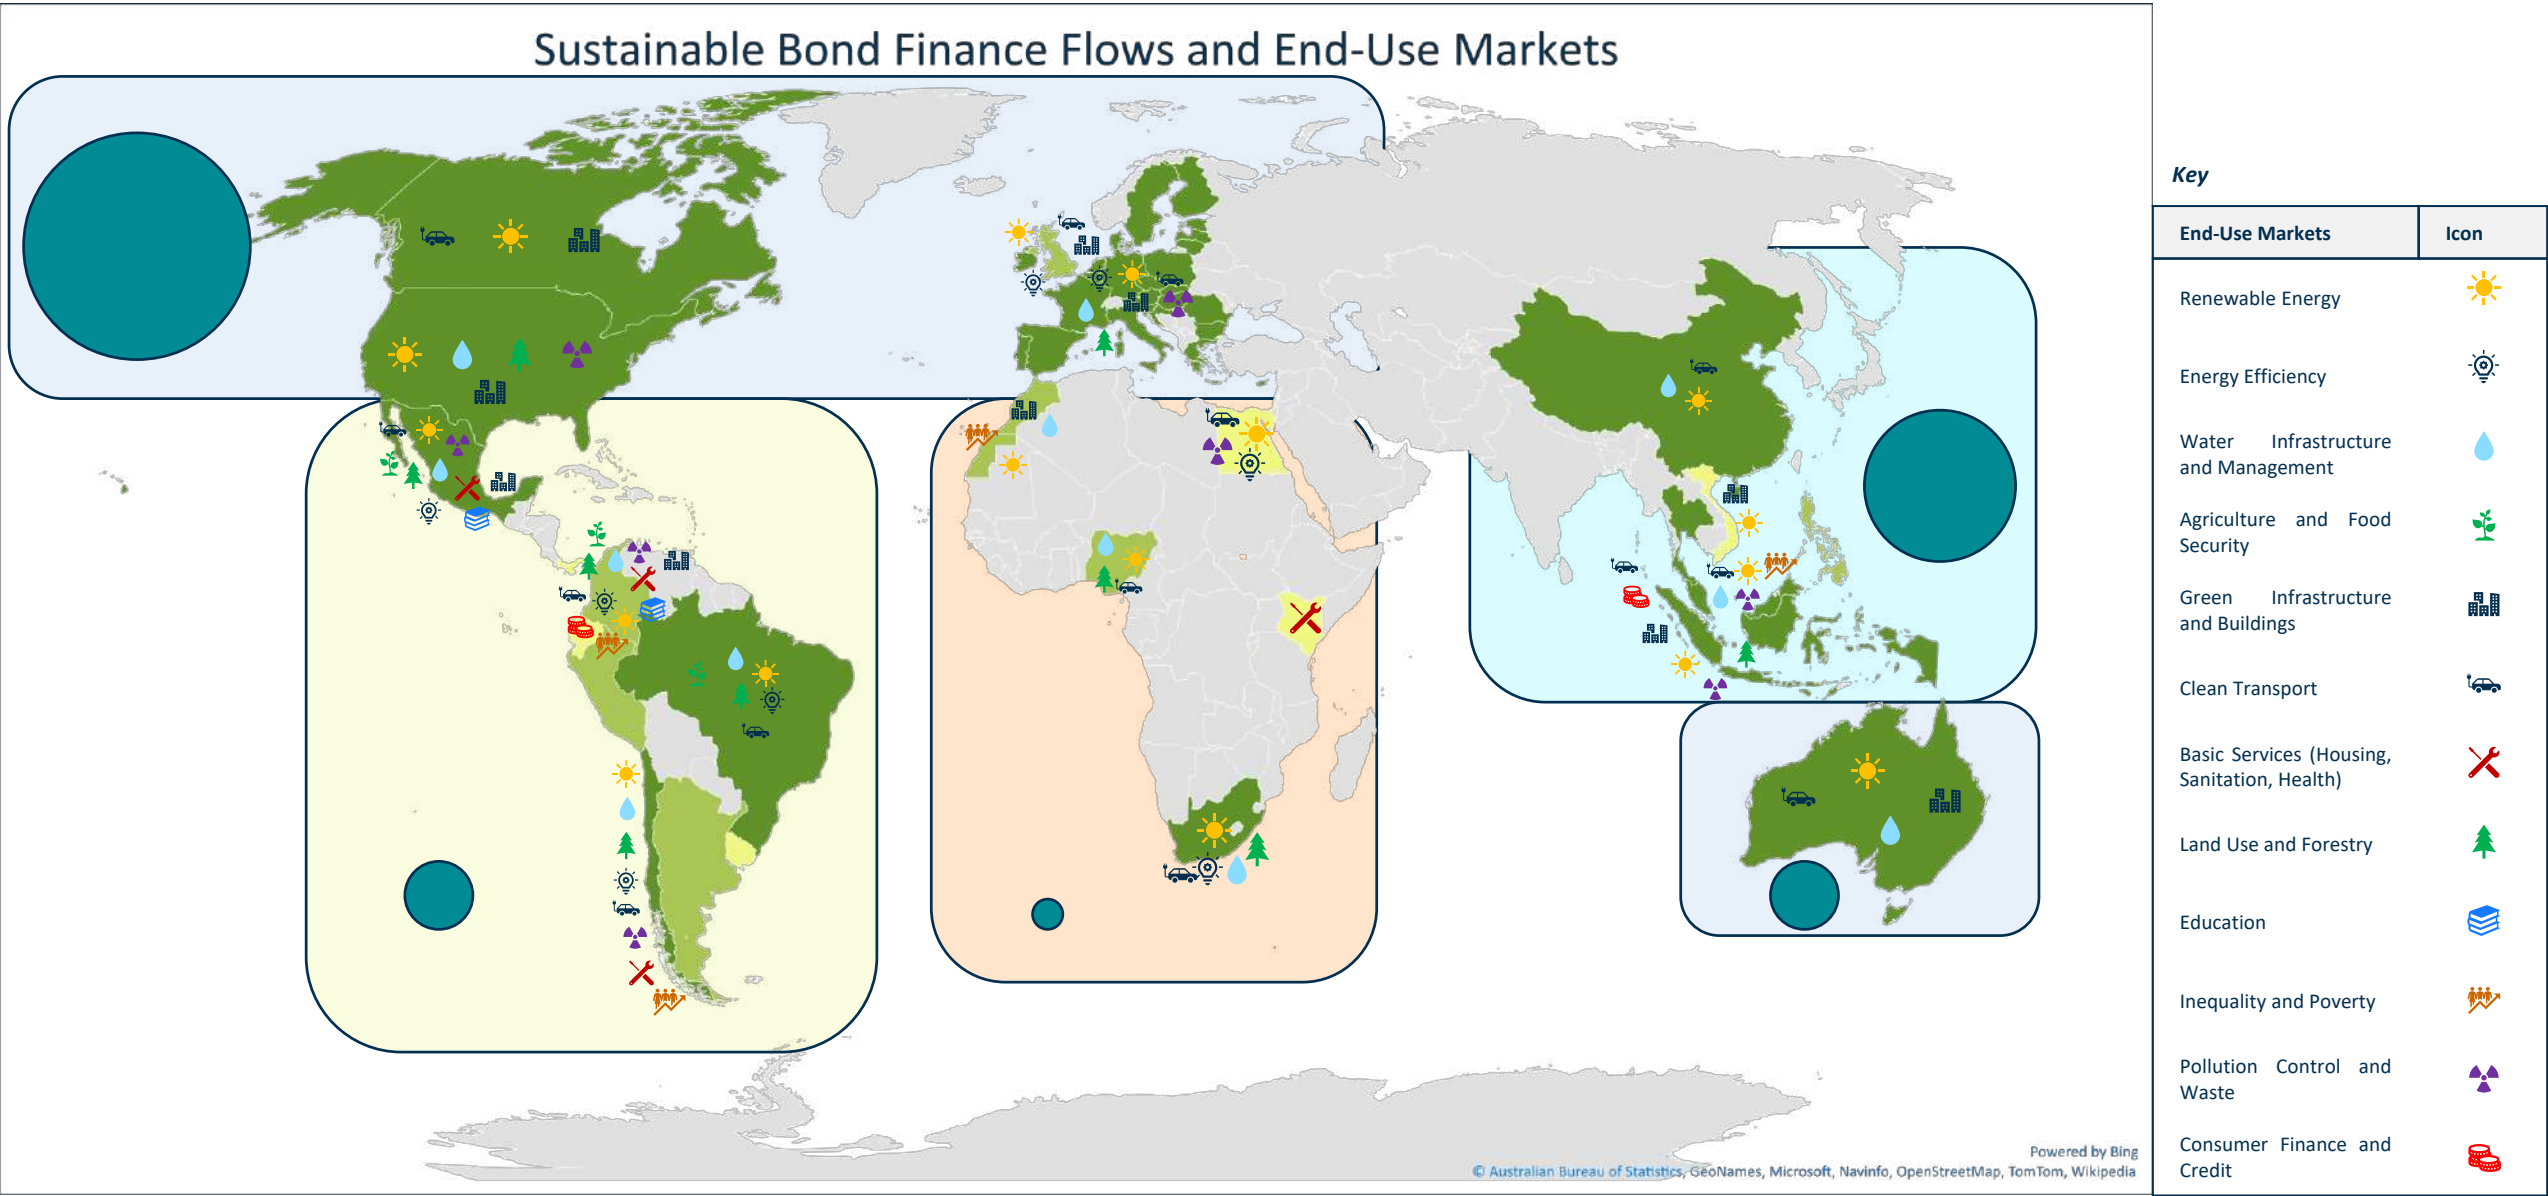 Sustainable Bond Finance Flows and End-Use Markets
Key
End-Use Markets Icon
Renewable Energy
Energy Efficiency
Water Infrastructure
and Management
Agriculture and Food
Security
Green Infrastructure
and Buildings
Clean Transport
Basic Services (Housing,
Sanitation, Health)
Land Use and Forestry
Education
Inequality and Poverty
Pollution Control and
Waste
Consumer Finance and
Credit
Powered by Bing
© Australian Bureau of Statistics, GeoNames, Microsoft, Navinfo, OpenStreetMap, TomTom, Wikipedia